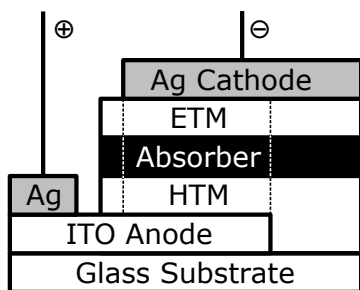 ⊕ ⊖
Ag Cathode
ETM
Absorber
Ag HTM
ITO Anode
Glass Substrate